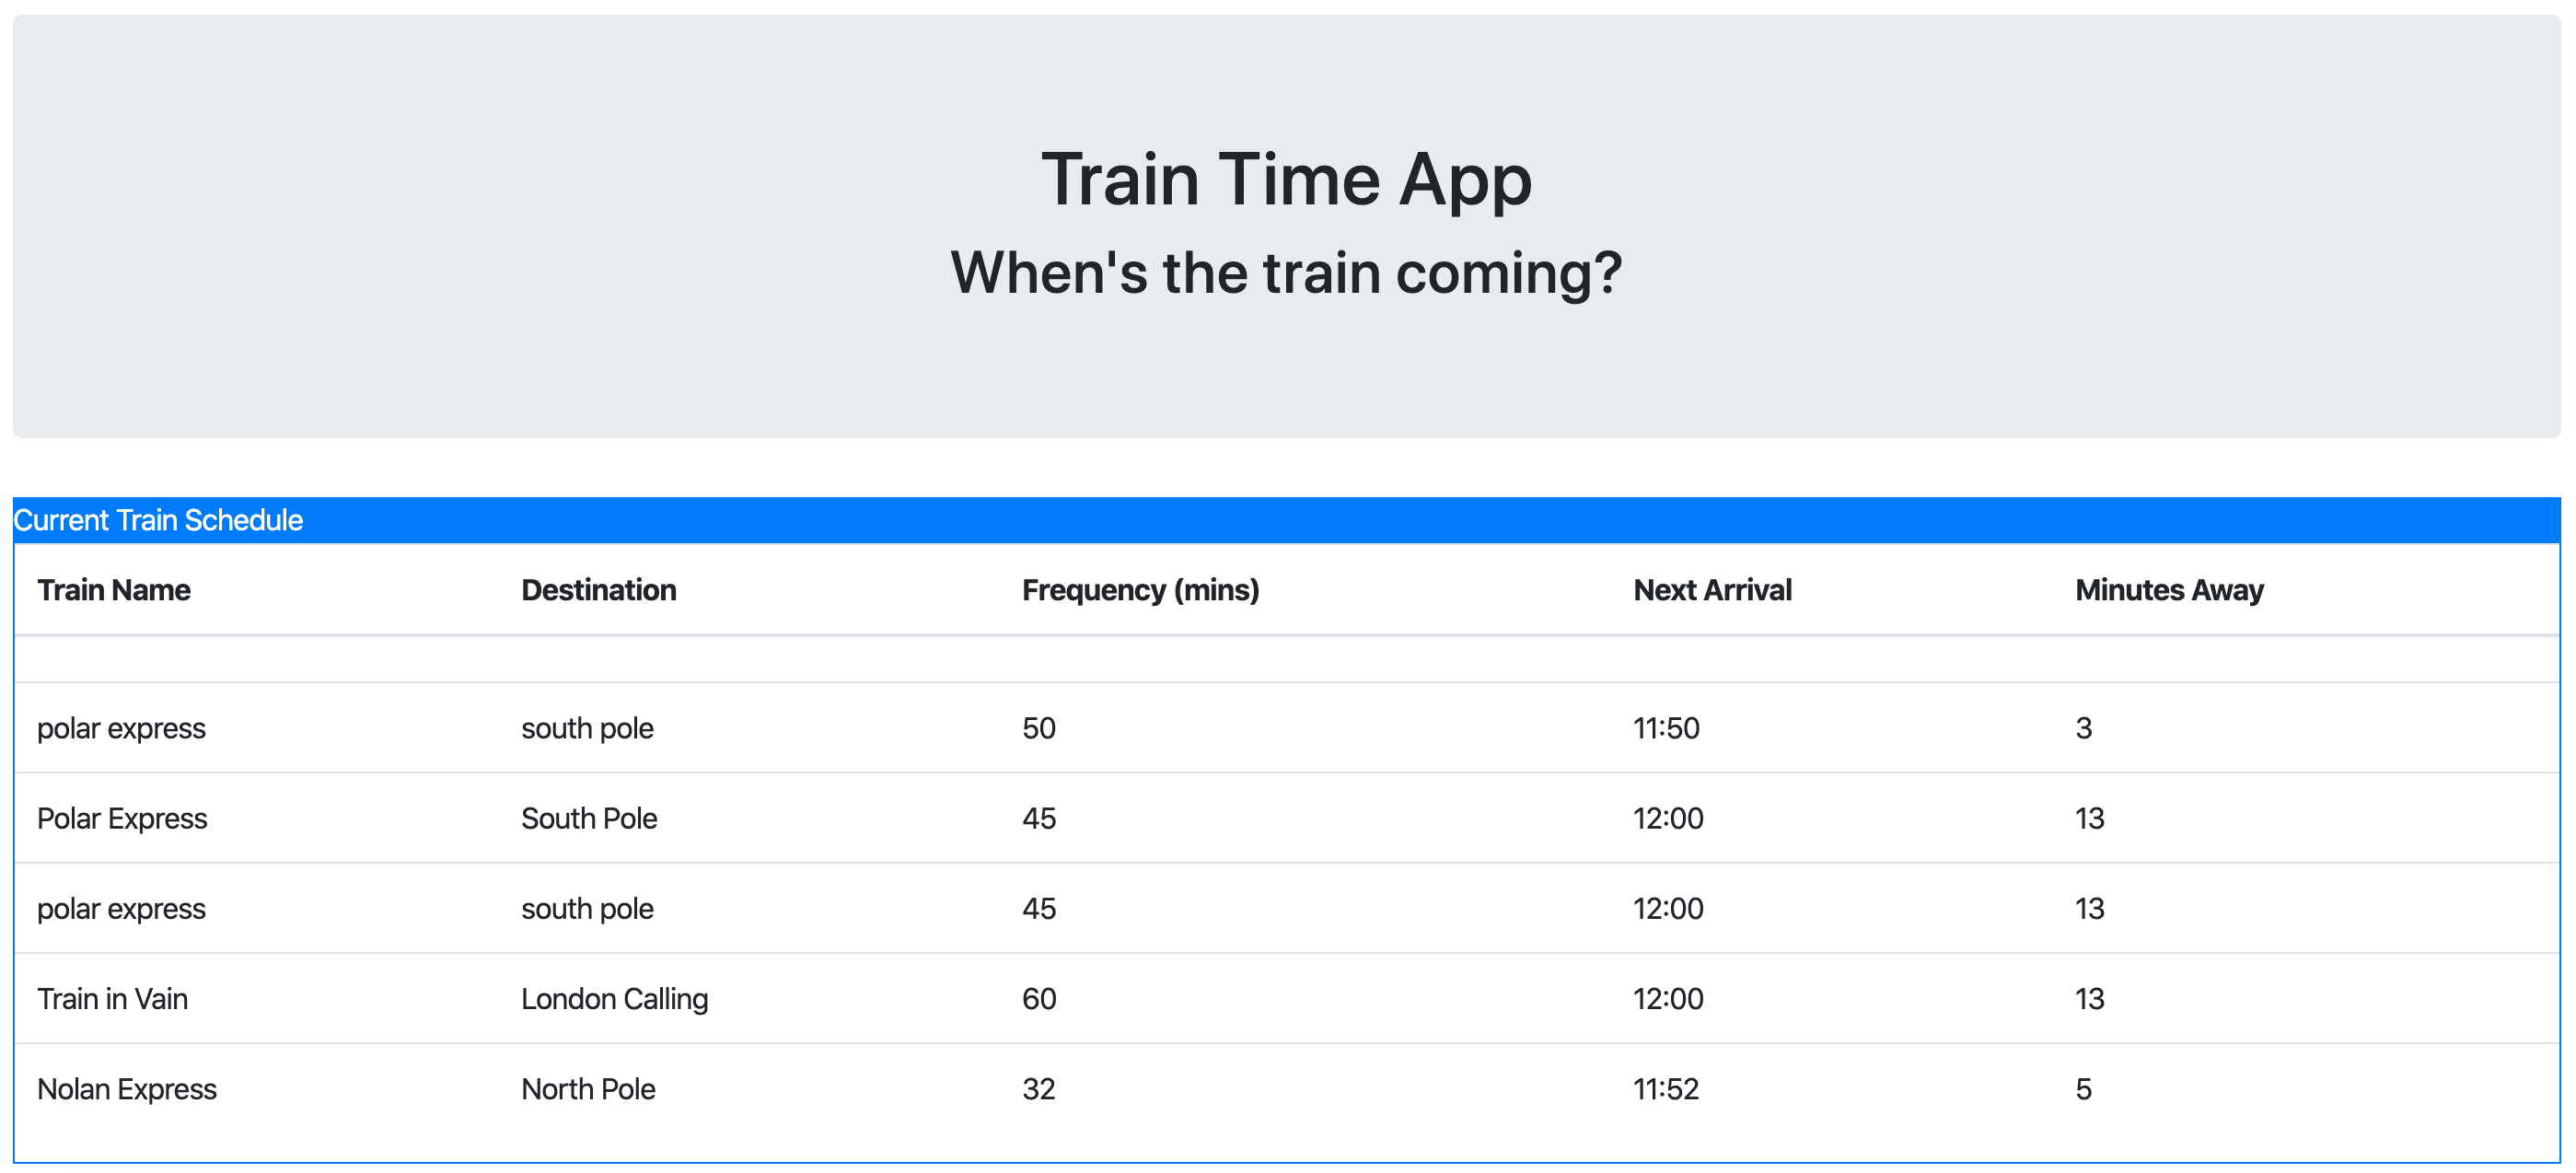 Train Time App
When's the train coming?
Current Train Schedule
Train Name Destination Frequency (mins) Next Arrival Minutes Away
polar express south pole 50 11:50 3
Polar Express South Pole 45 12:00 13
polar express south pole 45 12:00 13
Train in Vain London Calling 60 12:00 13
Nolan Express North Pole 32 11:52 5